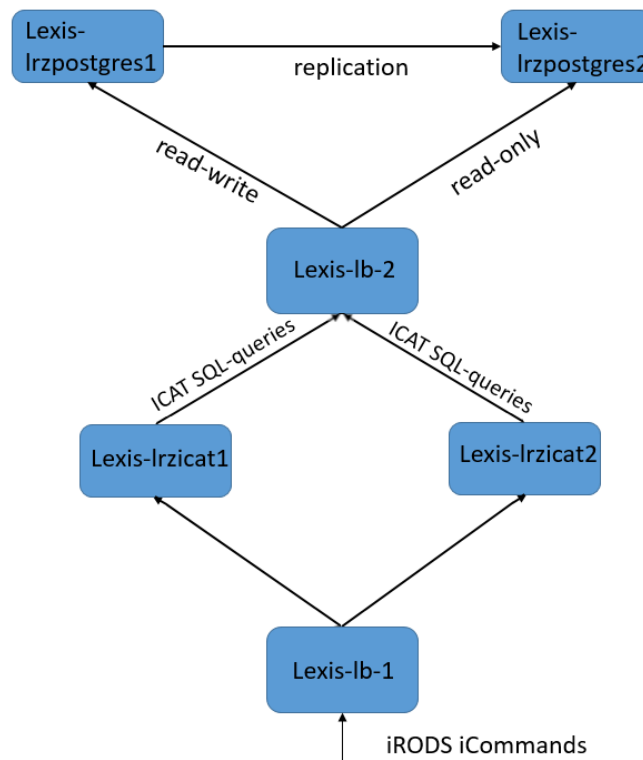 Lexis-
lrzpostgres1
Lexis-
lrzpostgres2
replication
read-write
read-only
Lexis-lb-2
ICAT SQL-queries
ICAT SQL-queries
Lexis-lrzicat1
Lexis-lrzicat2
Lexis-lb-1
iRODS iCommands